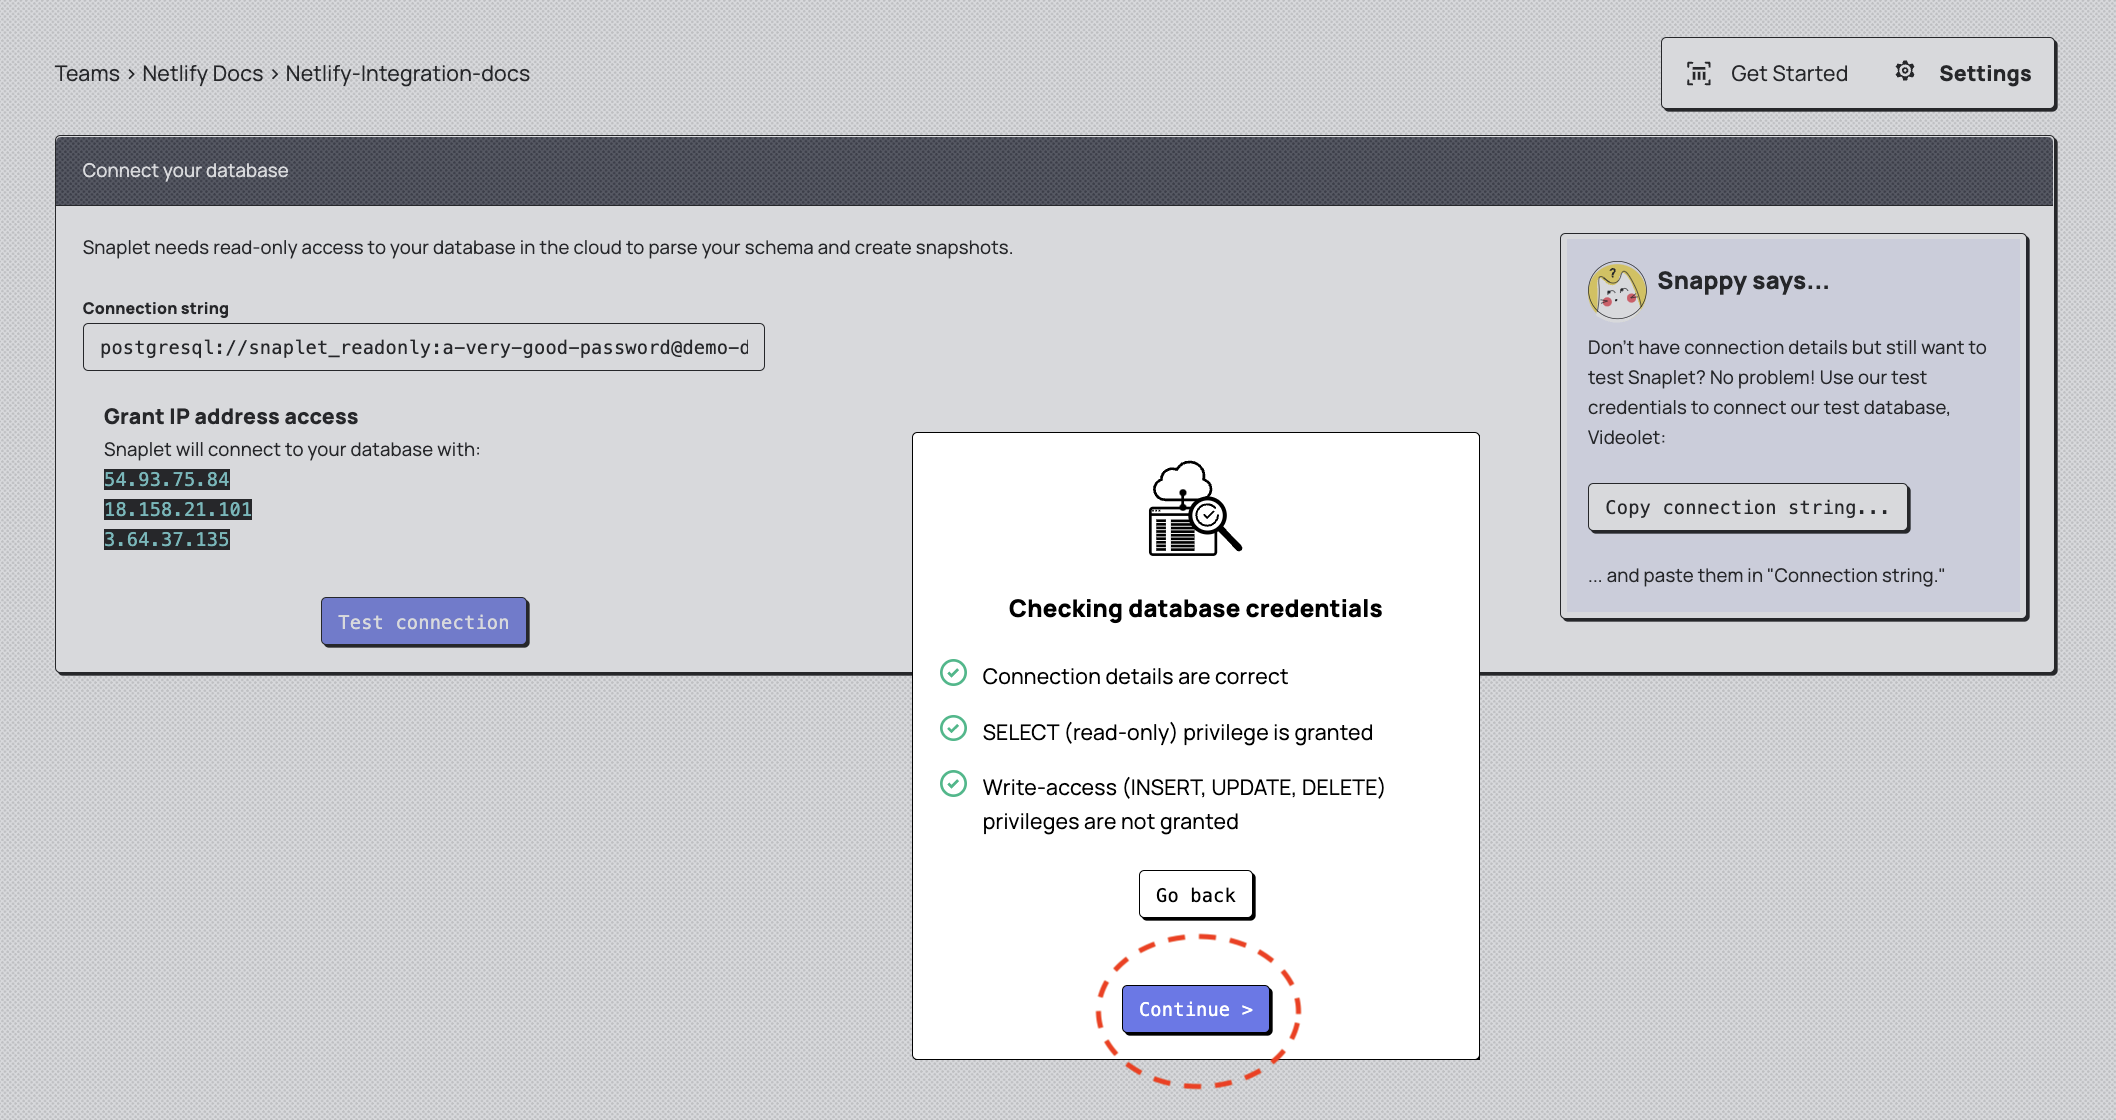 Teams › Netlify Docs › Netlify-Integration-docs
Get Started
Settings
Connect your database
Snaplet needs read-only access to your database in the cloud to parse your schema and create snapshots.
Connection string
postgresql://snaplet_readonly:a-very-good-password@demo-d
Grant IP address access
Snaplet will connect to your database with:
54.93.75.84
18.158.21.101
3.64.37.135
Test connection
?
Snappy says...
Don't have connection details but still want to
test Snaplet? No problem! Use our test
credentials to connect our test database,
Videolet:
Copy connection string...
... and paste them in "Connection string."
Checking database credentials
Connection details are correct
SELECT (read-only) privilege is granted
Write-access (INSERT, UPDATE, DELETE)
privileges are not granted
Go back
Continue >